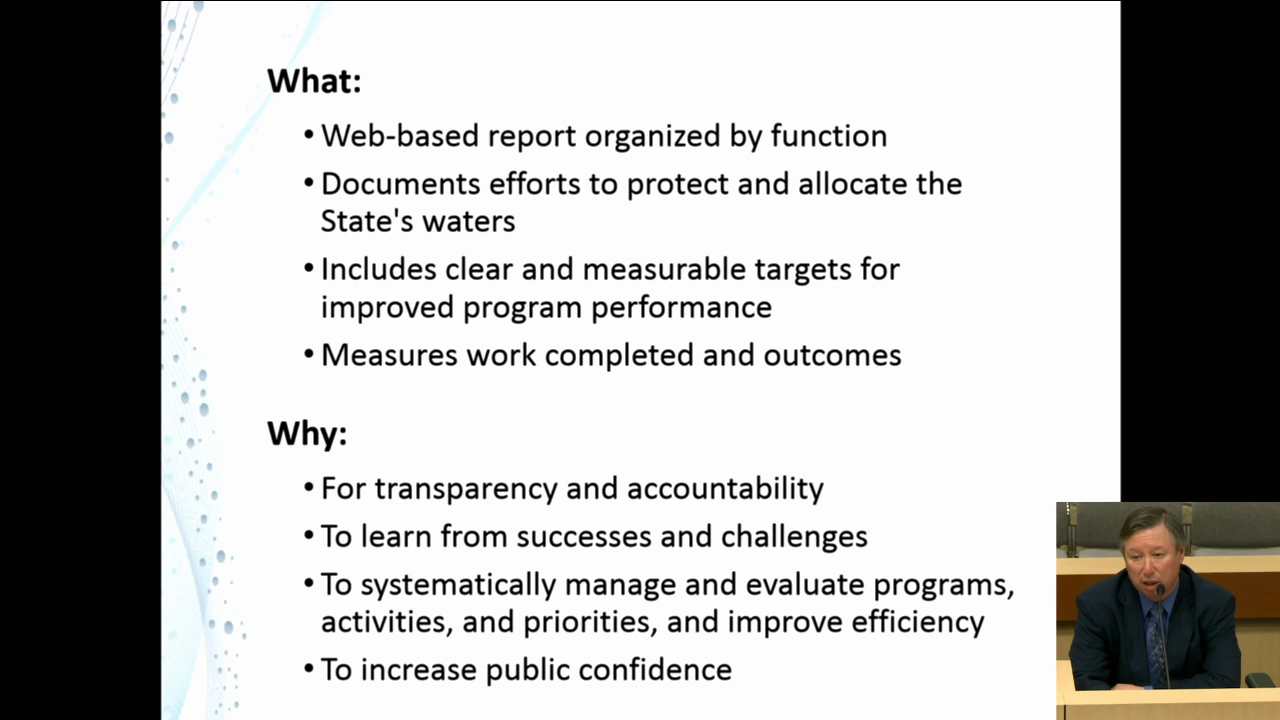 What:
• Web-based report organized by function
• Documents efforts to protect and allocate the
State's waters
• Includes clear and measurable targets for
improved program performance
• Measures work completed and outcomes
Why:
• For transparency and accountability
• To learn from successes and challenges
• To systematically manage and evaluate programs,
activities, and priorities, and improve efficiency
• To increase public confidence